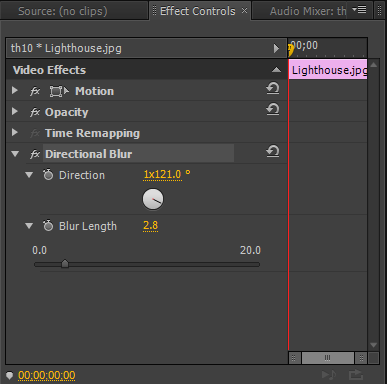 Source: (no clips) Effect Controls Audio Mixer: th
th10 * Lighthouse.jpg 00;00
Video Effects Lighthouse.jpg
fx Motion
fx Opacity
fx Time Remapping
fx Directional Blur
Direction 1x121.0 °
Blur Length 2.8
0.0 20.0
00:00:00:00